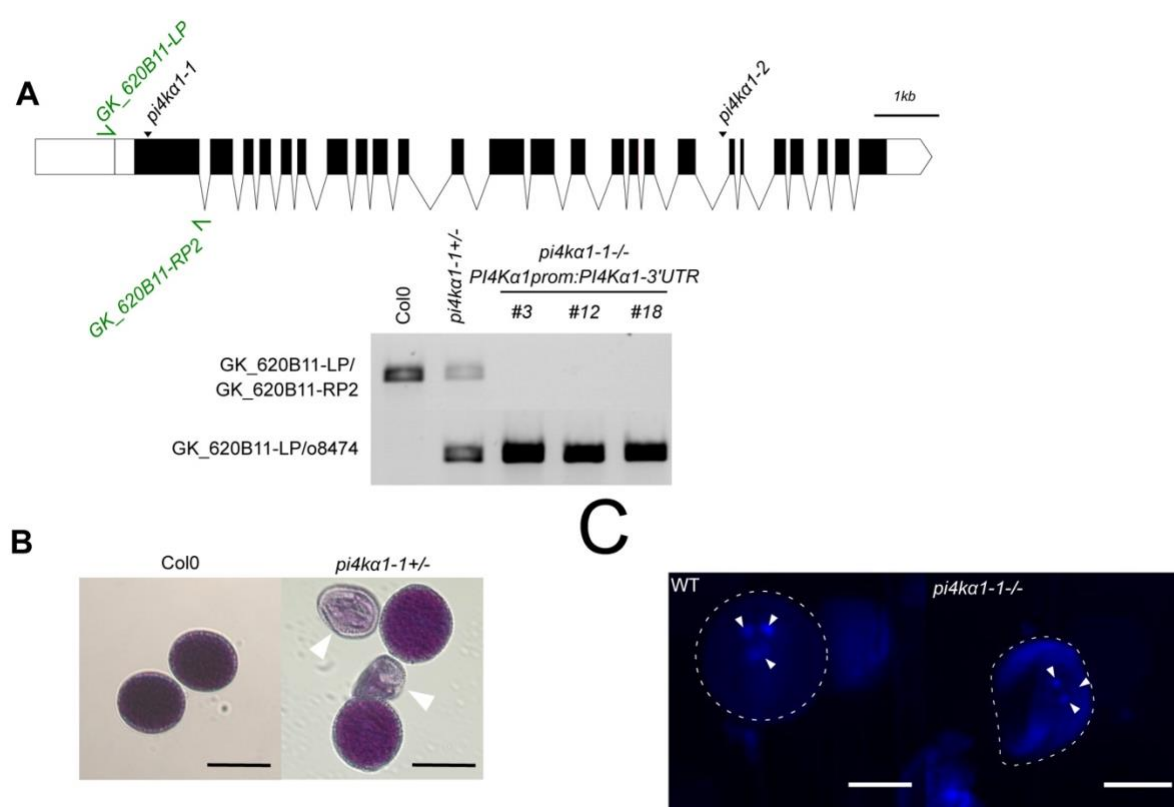 A
GK_620B11-LP
pi4kα1-1
pi4kα1-2
1kb
GK_620B11-RP2
Col0
pi4kα1-1+/-
pi4kα1-1-/-
PI4Kα1prom:PI4Kα1-3'UTR
#3 #12 #18
GK_620B11-LP/
GK_620B11-RP2
GK_620B11-LP/o8474
B
Col0
pi4kα1-1+/-
C
WT
pi4kα1-1-/-